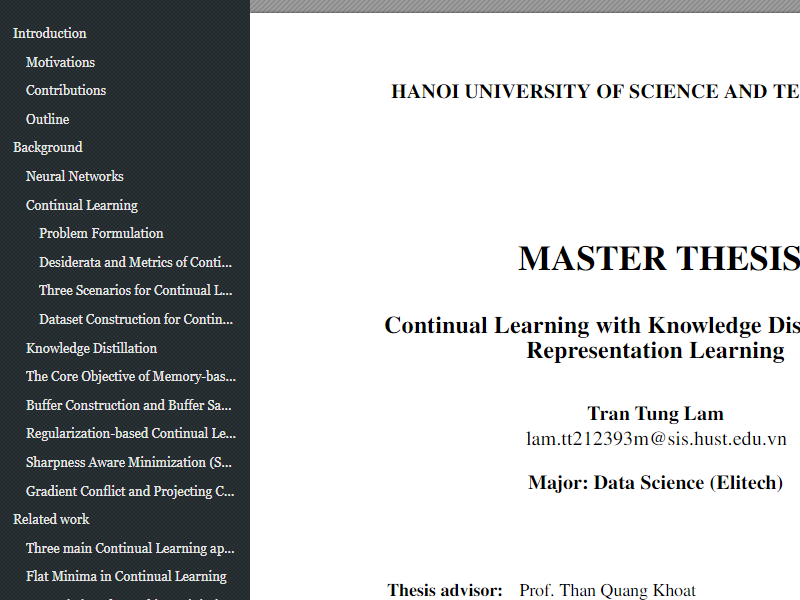 Introduction
Motivations
Contributions
Outline
Background
Neural Networks
Continual Learning
Problem Formulation
Desiderata and Metrics of Conti...
Three Scenarios for Continual L...
Dataset Construction for Contin...
Knowledge Distillation
The Core Objective of Memory-bas...
Buffer Construction and Buffer Sa...
Regularization-based Continual Le...
Sharpness Aware Minimization (S...
Gradient Conflict and Projecting C...
Related work
Three main Continual Learning ap...
Flat Minima in Continual Learning
HANOI UNIVERSITY OF SCIENCE AND TE
MASTER THESIS
Continual Learning with Knowledge Dis
Representation Learning
Tran Tung Lam
lam.tt212393m@sis.hust.edu.vn
Major: Data Science (Elitech)
Thesis advisor: Prof. Than Quang Khoat